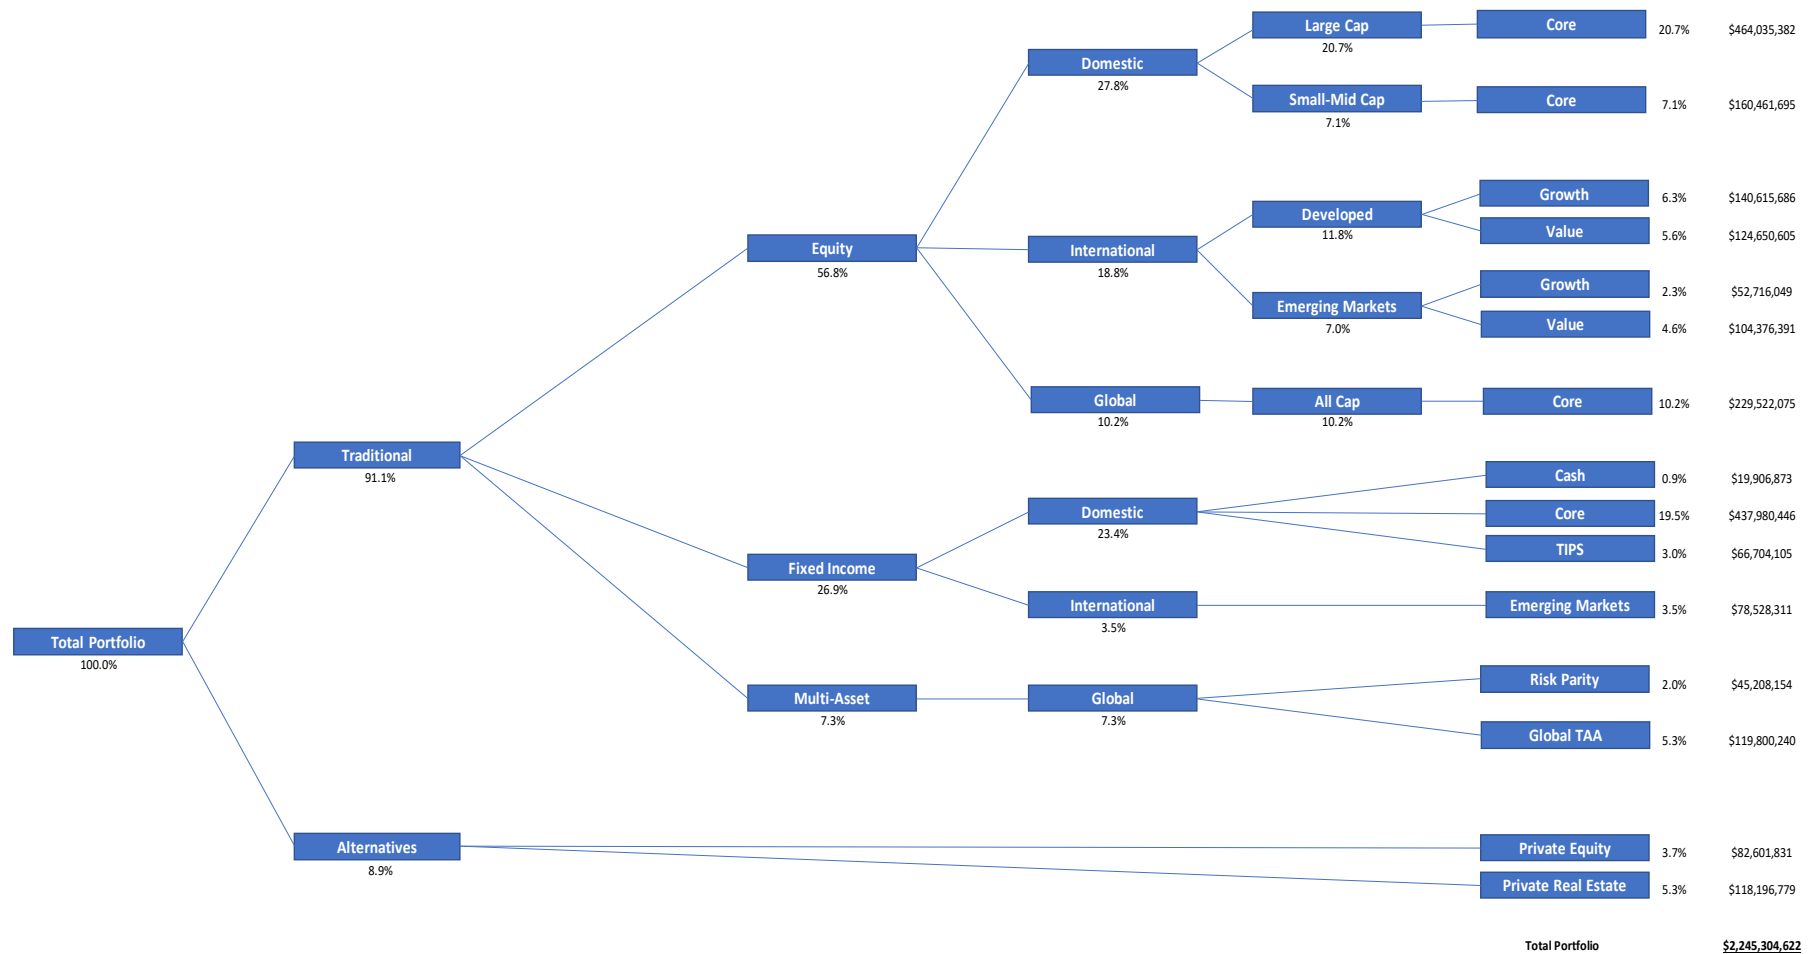 Large Cap
20.7%
Core
20.7%
$464,035,382
Domestic
27.8%
Small-Mid Cap
7.1%
Core
7.1%
$160,461,695
Growth
6.3%
$140,615,686
Developed
11.8%
Value
5.6%
$124,650,605
Equity
56.8%
International
18.8%
Growth
2.3%
$52,716,049
Emerging Markets
7.0%
Value
4.6%
$104,376,391
Global
10.2%
All Cap
10.2%
Core
10.2%
$229,522,075
Traditional
91.1%
Cash
0.9%
$19,906,873
Domestic
23.4%
Core
19.5%
$437,980,446
TIPS
3.0%
$66,704,105
Fixed Income
26.9%
International
3.5%
Emerging Markets
3.5%
$78,528,311
Total Portfolio
100.0%
Risk Parity
2.0%
$45,208,154
Multi-Asset
7.3%
Global
7.3%
Global TAA
5.3%
$119,800,240
Alternatives
8.9%
Private Equity
3.7%
$82,601,831
Private Real Estate
5.3%
$118,196,779
Total Portfolio
$2,245,304,622